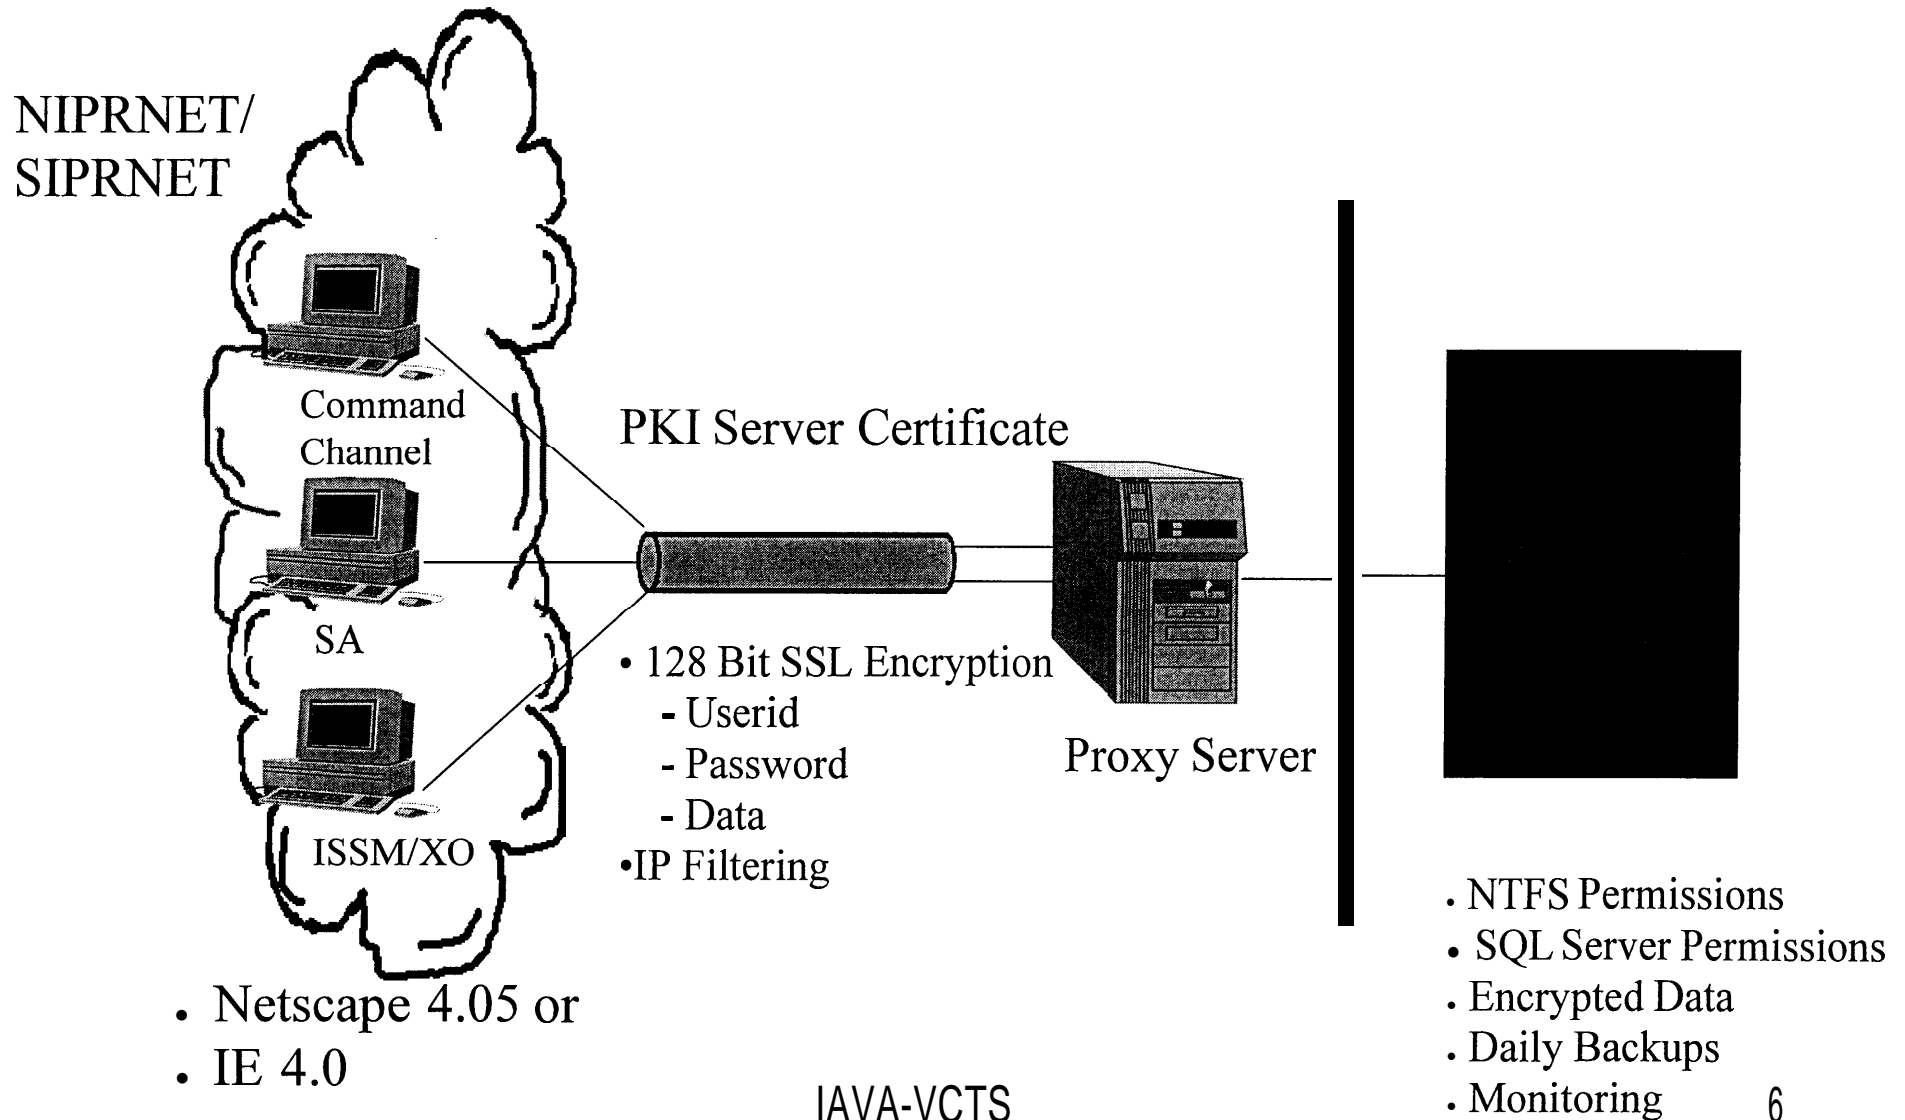 NIPRNET/
SIPRNET
Command
Channel
SA
ISSM/XO
• Netscape 4.05 or
• IE 4.0
PKI Server Certificate
• 128 Bit SSL Encryption
- Userid
- Password
- Data
•IP Filtering
Proxy Server
• NTFS Permissions
• SQL Server Permissions
• Encrypted Data
• Daily Backups
• Monitoring
IAVA-VCTS
6